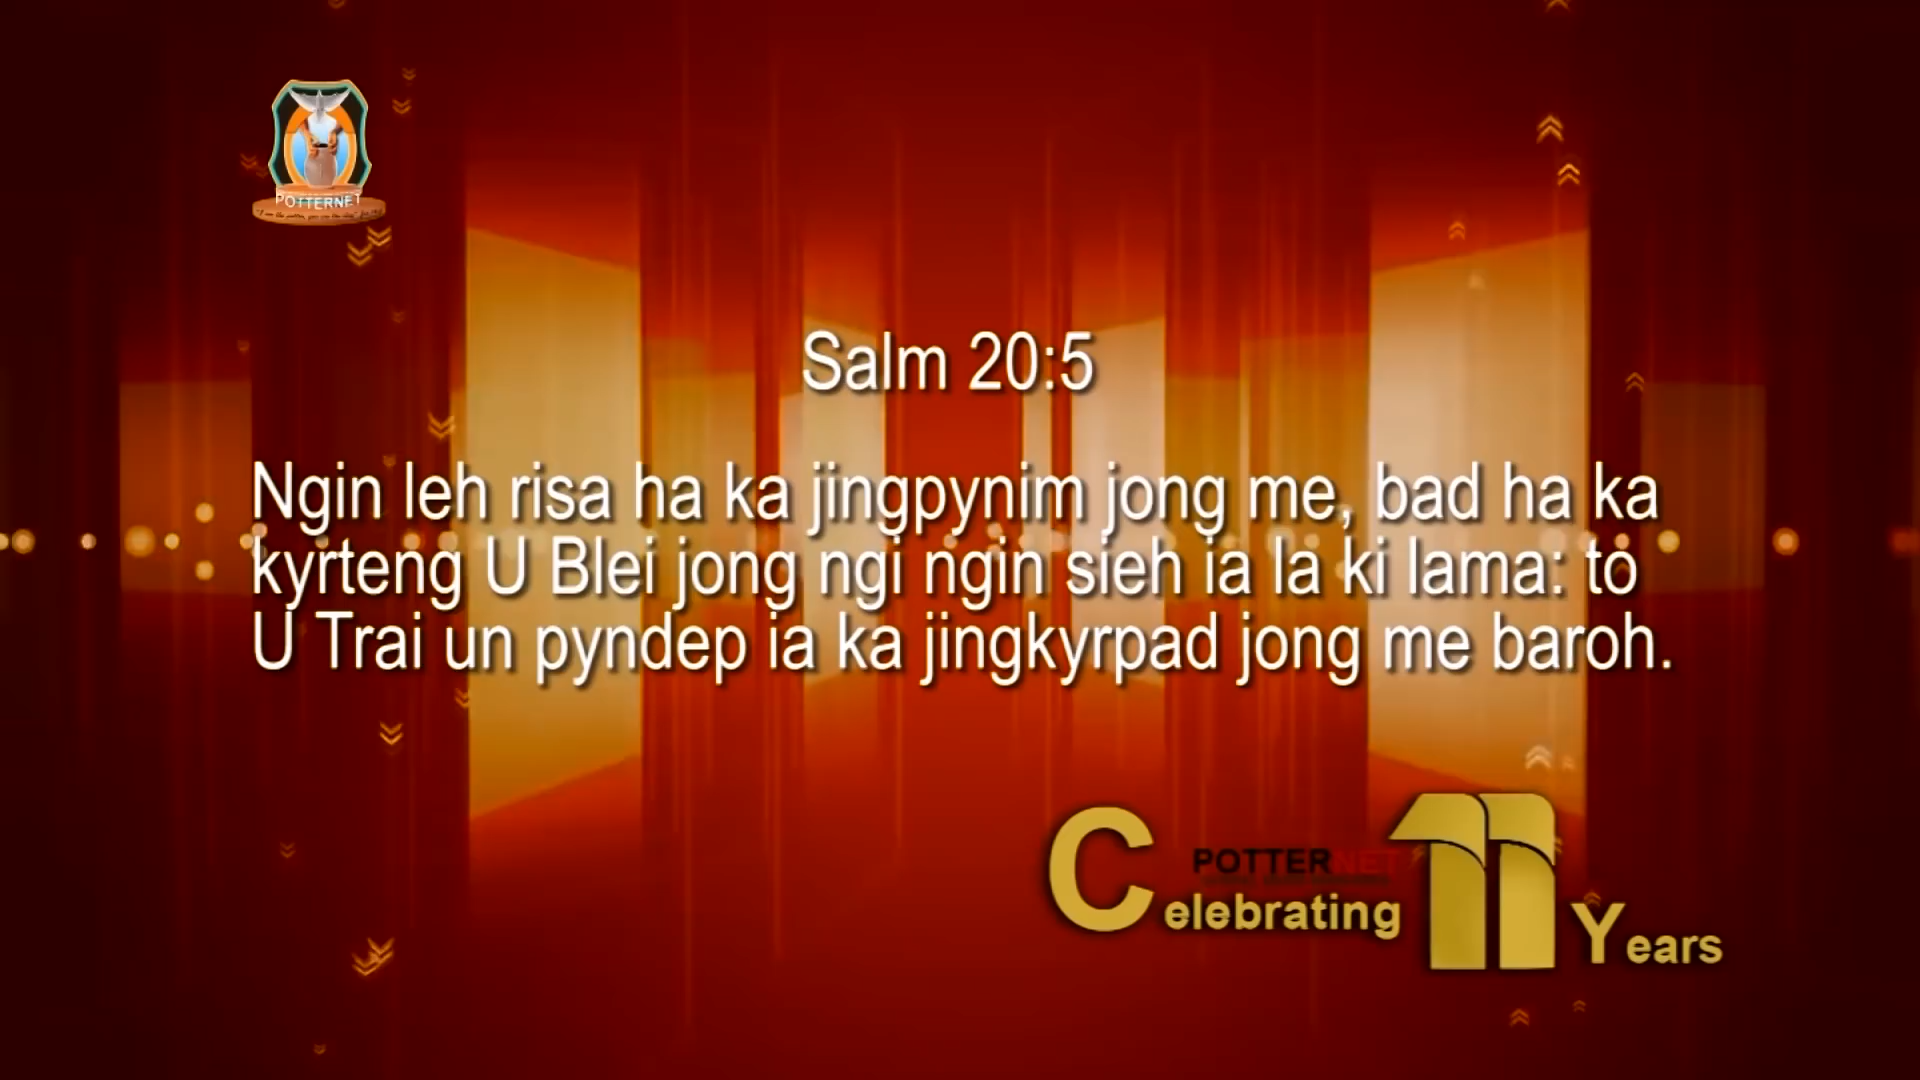 POTTERNET
Salm 20:5
Ngin leh risa ha ka jingpynim jong me, bad ha ka
kyrteng U Blei jong ngi ngin sieh ia la ki lama: to
U Trai un pyndep ia ka jingkyrpad jong me baroh.
POTTERNET
Celebrating 11 Years